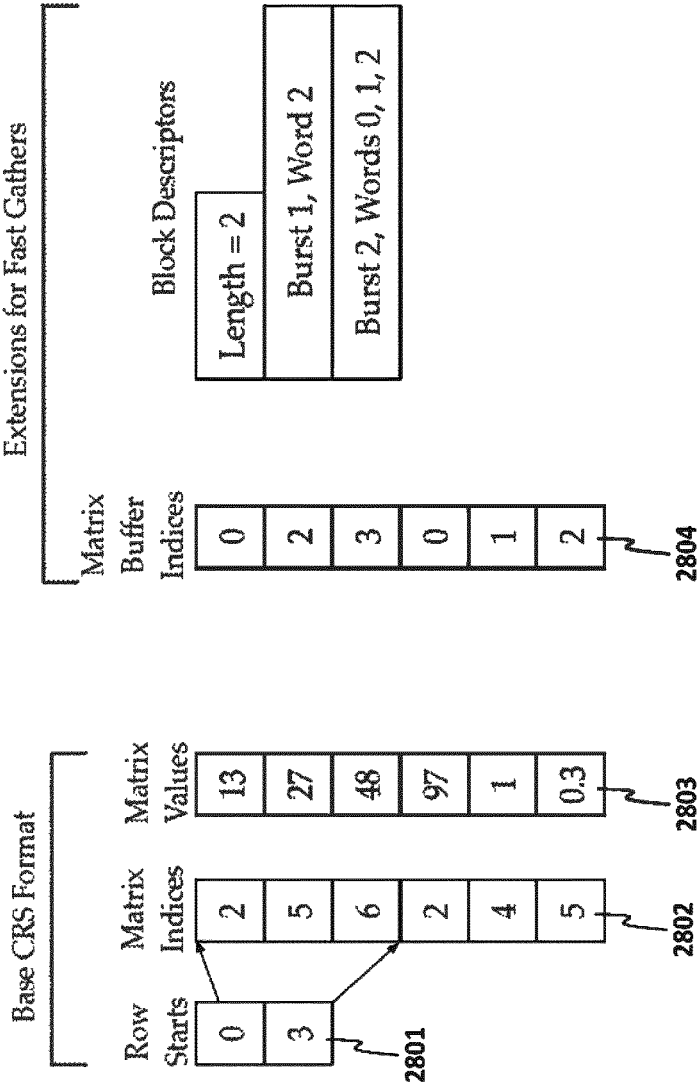 Base CRS Format
Extensions for Fast Gathers
Row
Starts
0
3
2801
Matrix
Indices
2
5
6
2
4
5
2802
Matrix
Values
13
27
48
97
1
0.3
2803
Matrix
Buffer
Indices
0
2
3
0
1
2
2804
Block Descriptors
Length = 2
Burst 1, Word 2
Burst 2, Words 0, 1, 2